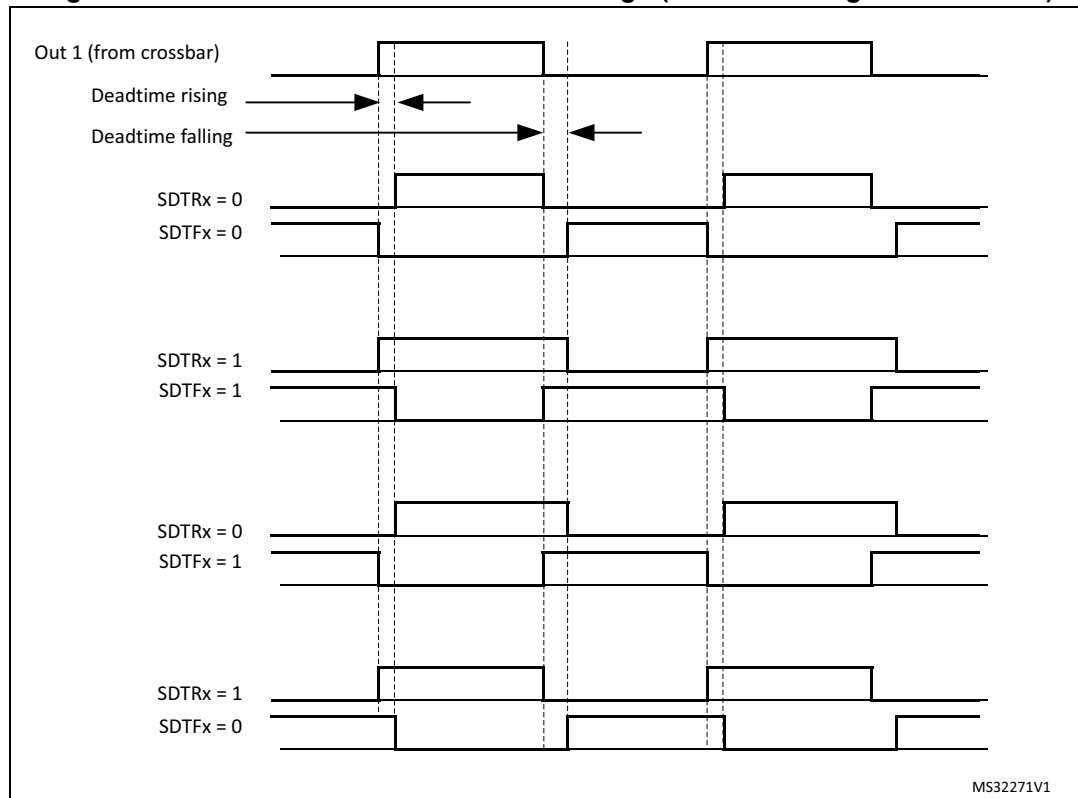 Out 1 (from crossbar)
Deadtime rising
Deadtime falling
SDTRx = 0
SDTFx = 0
SDTRx = 1
SDTFx = 1
SDTRx = 0
SDTFx = 1
SDTRx = 1
SDTFx = 0
MS32271V1